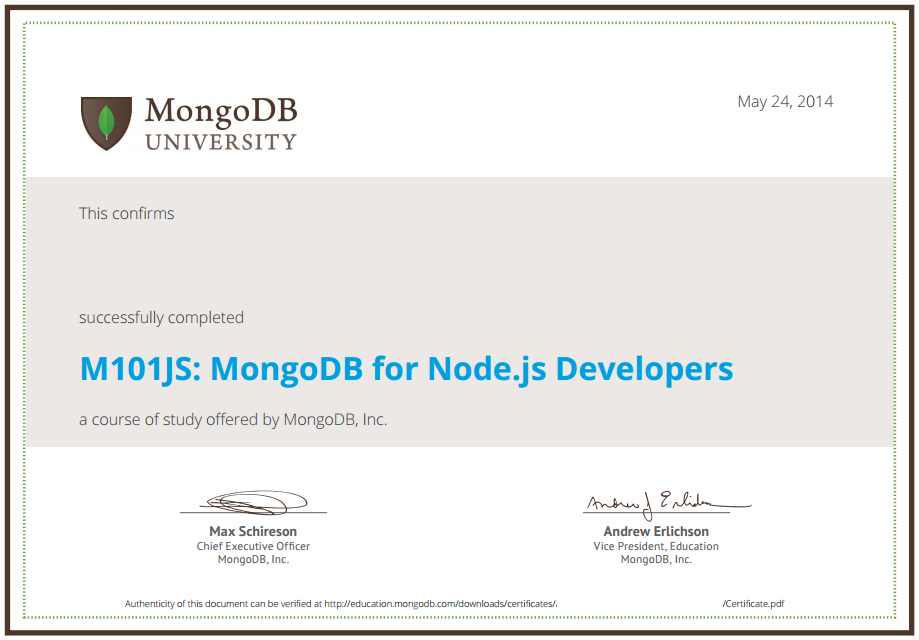 MongoDB
UNIVERSITY
May 24, 2014
This confirms
successfully completed
M101JS: MongoDB for Node.js Developers
a course of study offered by MongoDB, Inc.
Andrew J Erlichson
Max Schireson
Chief Executive Officer
MongoDB, Inc.
Andrew Erlichson
Vice President, Education
MongoDB, Inc.
Authenticity of this document can be verified at http://education.mongodb.com/downloads/certificates/ /Certificate.pdf